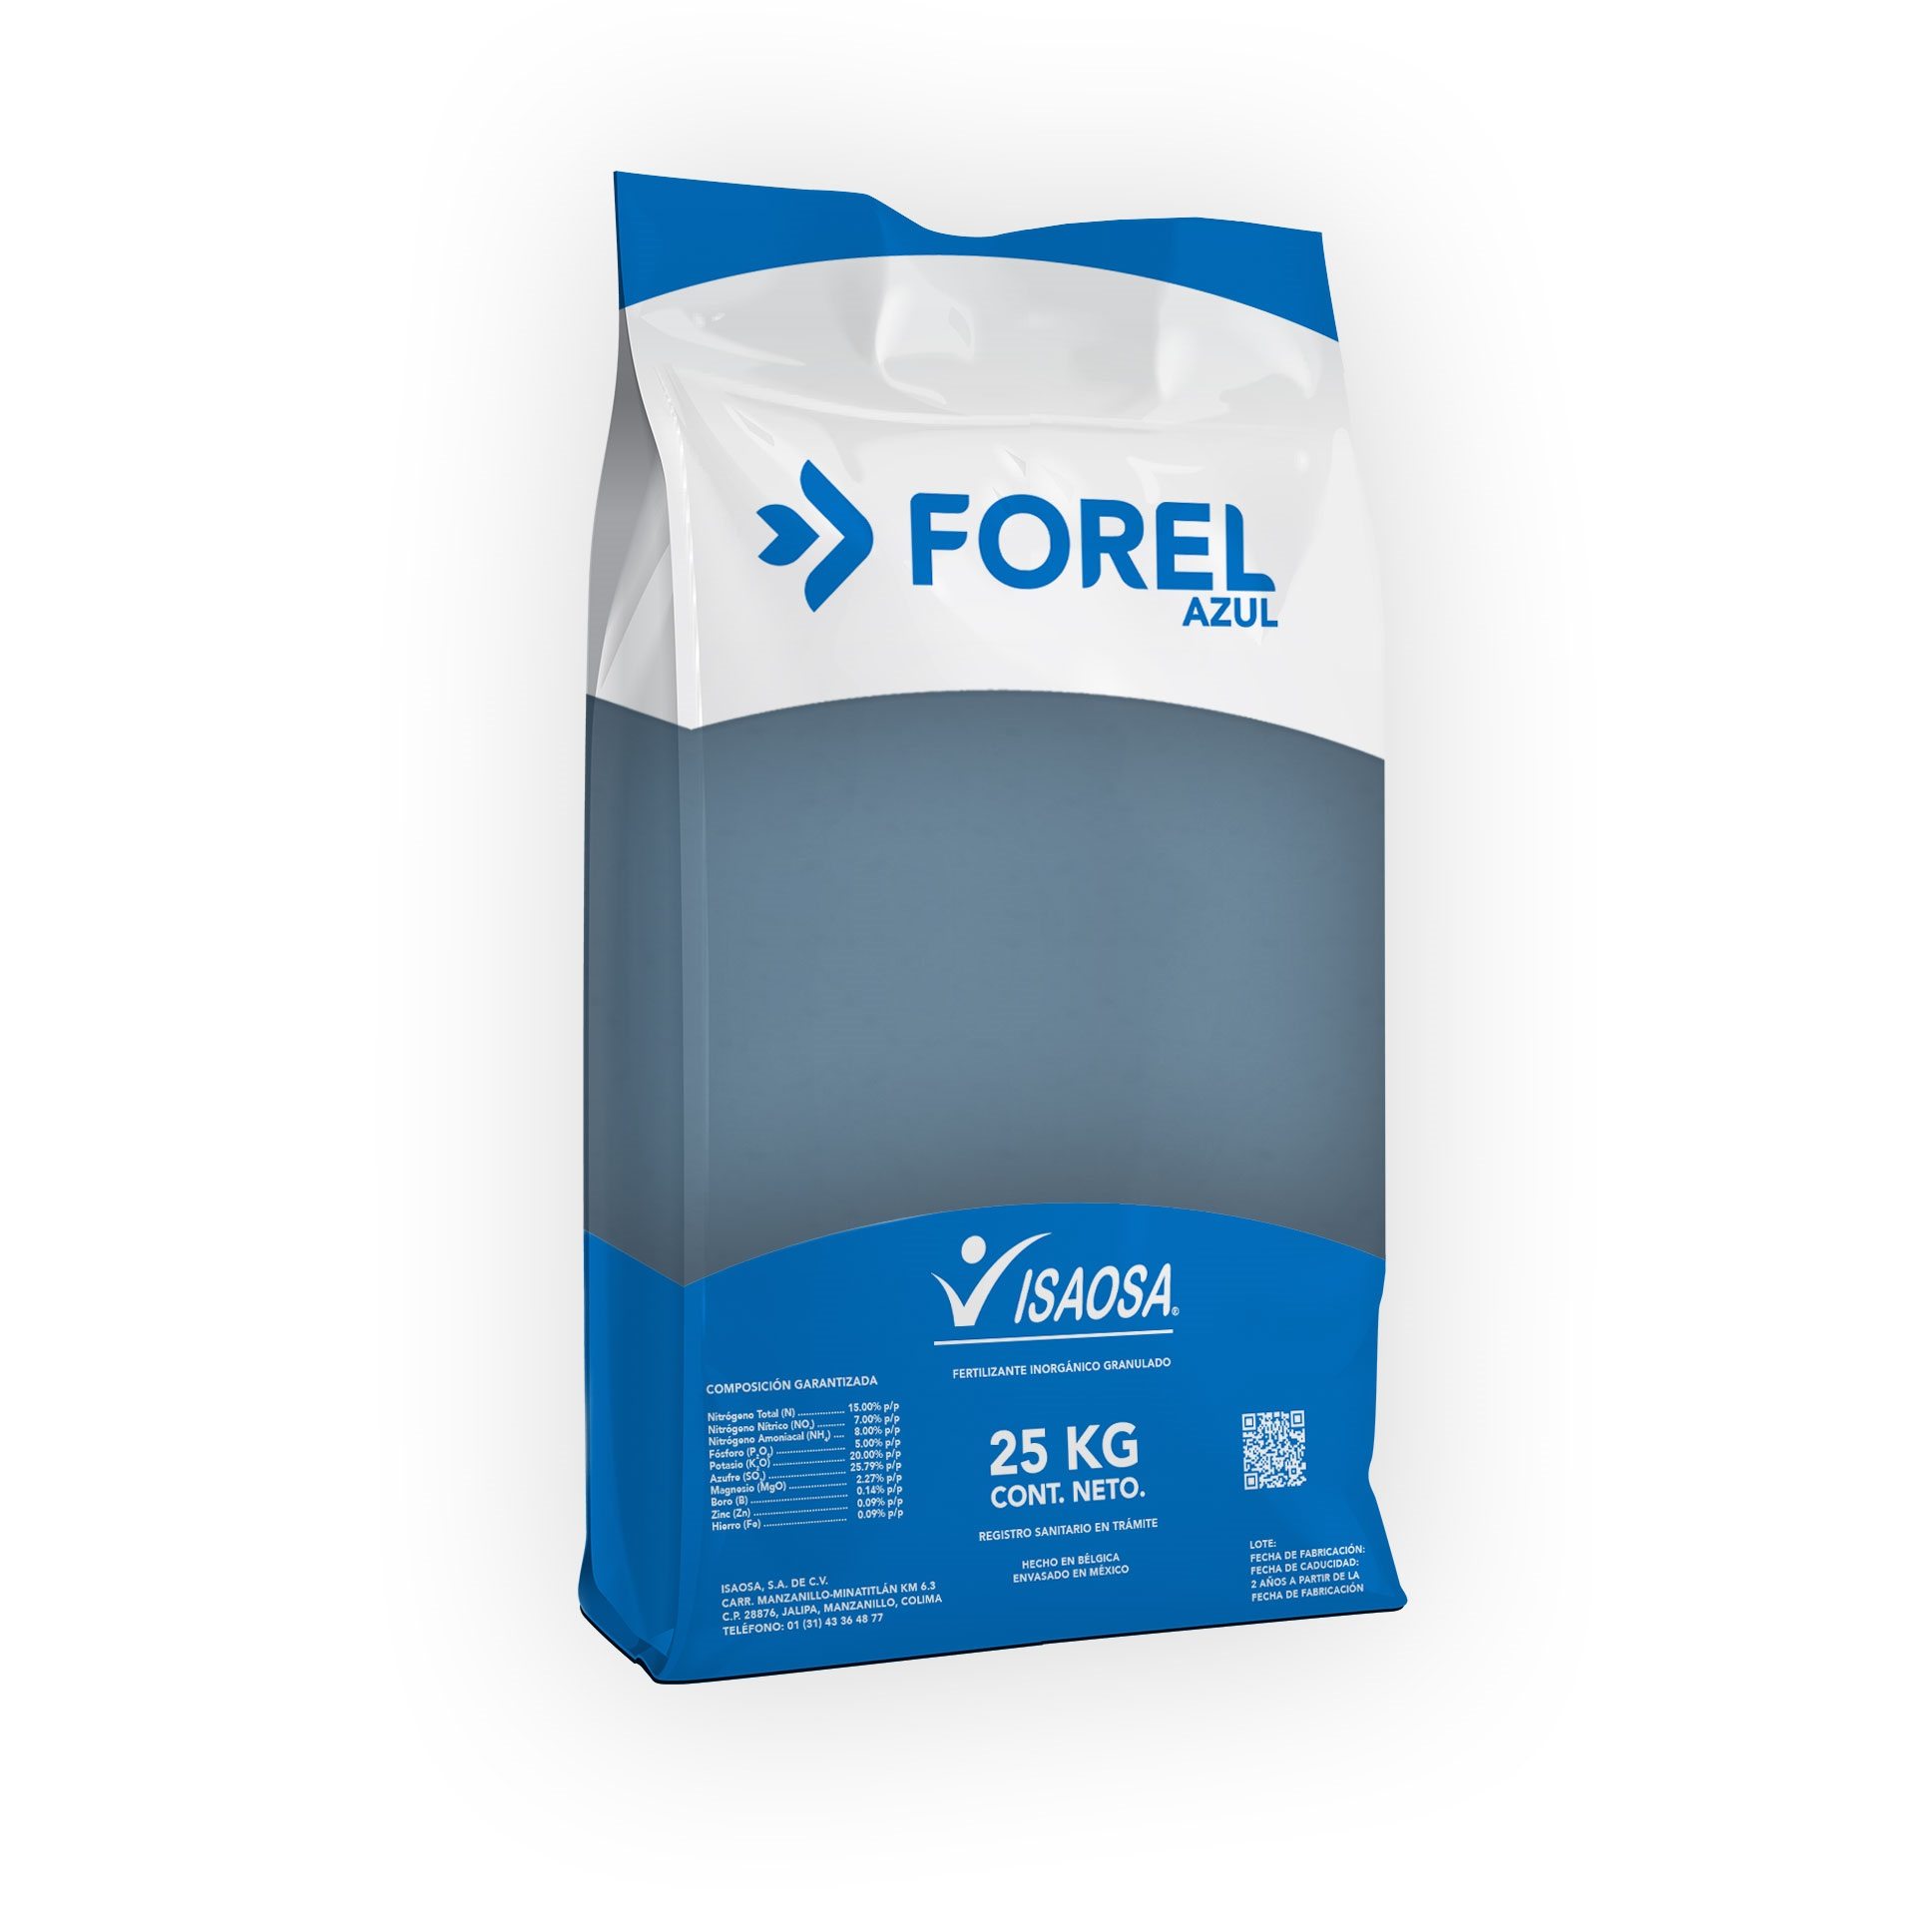 FOREL
AZUL
ISAOSA®
FERTILIZANTE INORGÁNICO GRANULADO
COMPOSICIÓN GARANTIZADA
Nitrógeno Total (N) ................ 15.00% p/p
Nitrógeno Nítrico (NO₃) ......... 7.00% p/p
Nitrógeno Amoniacal (NH₄) .... 8.00% p/p
Fósforo (P₂O₅) ........................ 5.00% p/p
Potasio (K₂O) ......................... 20.00% p/p
Azufre (SO₃) ........................... 25.79% p/p
Magnesio (MgO) .................... 2.27% p/p
Boro (B) ................................. 0.14% p/p
Zinc (Zn) ................................ 0.09% p/p
Hierro (Fe) ............................. 0.09% p/p
25 KG
CONT. NETO.
REGISTRO SANITARIO EN TRÁMITE
HECHO EN BÉLGICA
ENVASADO EN MÉXICO
ISAOSA, S.A. DE C.V.
CARR. MANZANILLO-MINATITLÁN KM 6.3
C.P. 28876, JALIPA, MANZANILLO, COLIMA
TELÉFONO: 01 (31) 43 36 48 77
LOTE:
FECHA DE FABRICACIÓN:
FECHA DE CADUCIDAD:
2 AÑOS A PARTIR DE LA
FECHA DE FABRICACIÓN